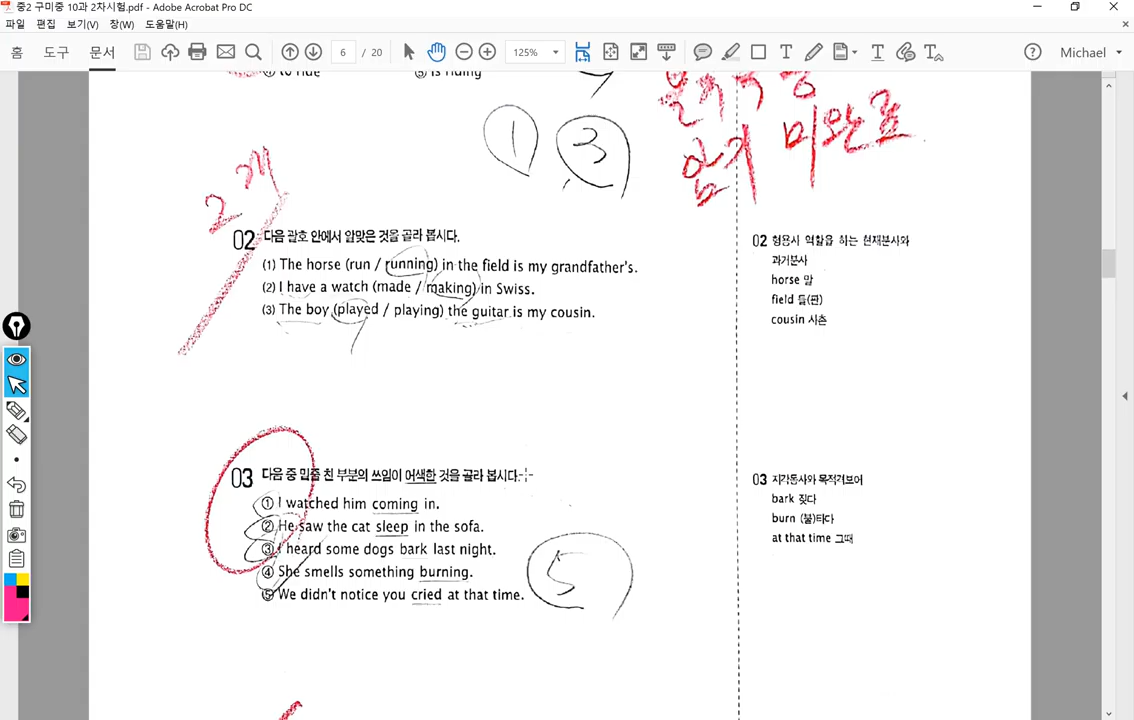 중2 구미중 10과 2차시험.pdf - Adobe Acrobat Pro DC
파일 편집 보기(V) 창(W) 도움말(H)
홈 도구 문서 6 / 20 125% Michael
③ is riding
① ③
암기 미완료
2개
02 다음 괄호 안에서 알맞은 것을 골라 봅시다.
(1) The horse (run / running) in the field is my grandfather's.
(2) I have a watch (made / making) in Swiss.
(3) The boy (played / playing) the guitar is my cousin.
02 형용사 역할을 하는 현재분사와
과거분사
horse 말
field 들(판)
cousin 사촌
03 다음 중 밑줄 친 부분의 쓰임이 어색한 것을 골라 봅시다.
① I watched him coming in.
② He saw the cat sleep in the sofa.
③ I heard some dogs bark last night.
④ She smells something burning.
⑤ We didn't notice you cried at that time.
5
03 지각동사와 목적격보어
bark 짖다
burn (불)타다
at that time 그때